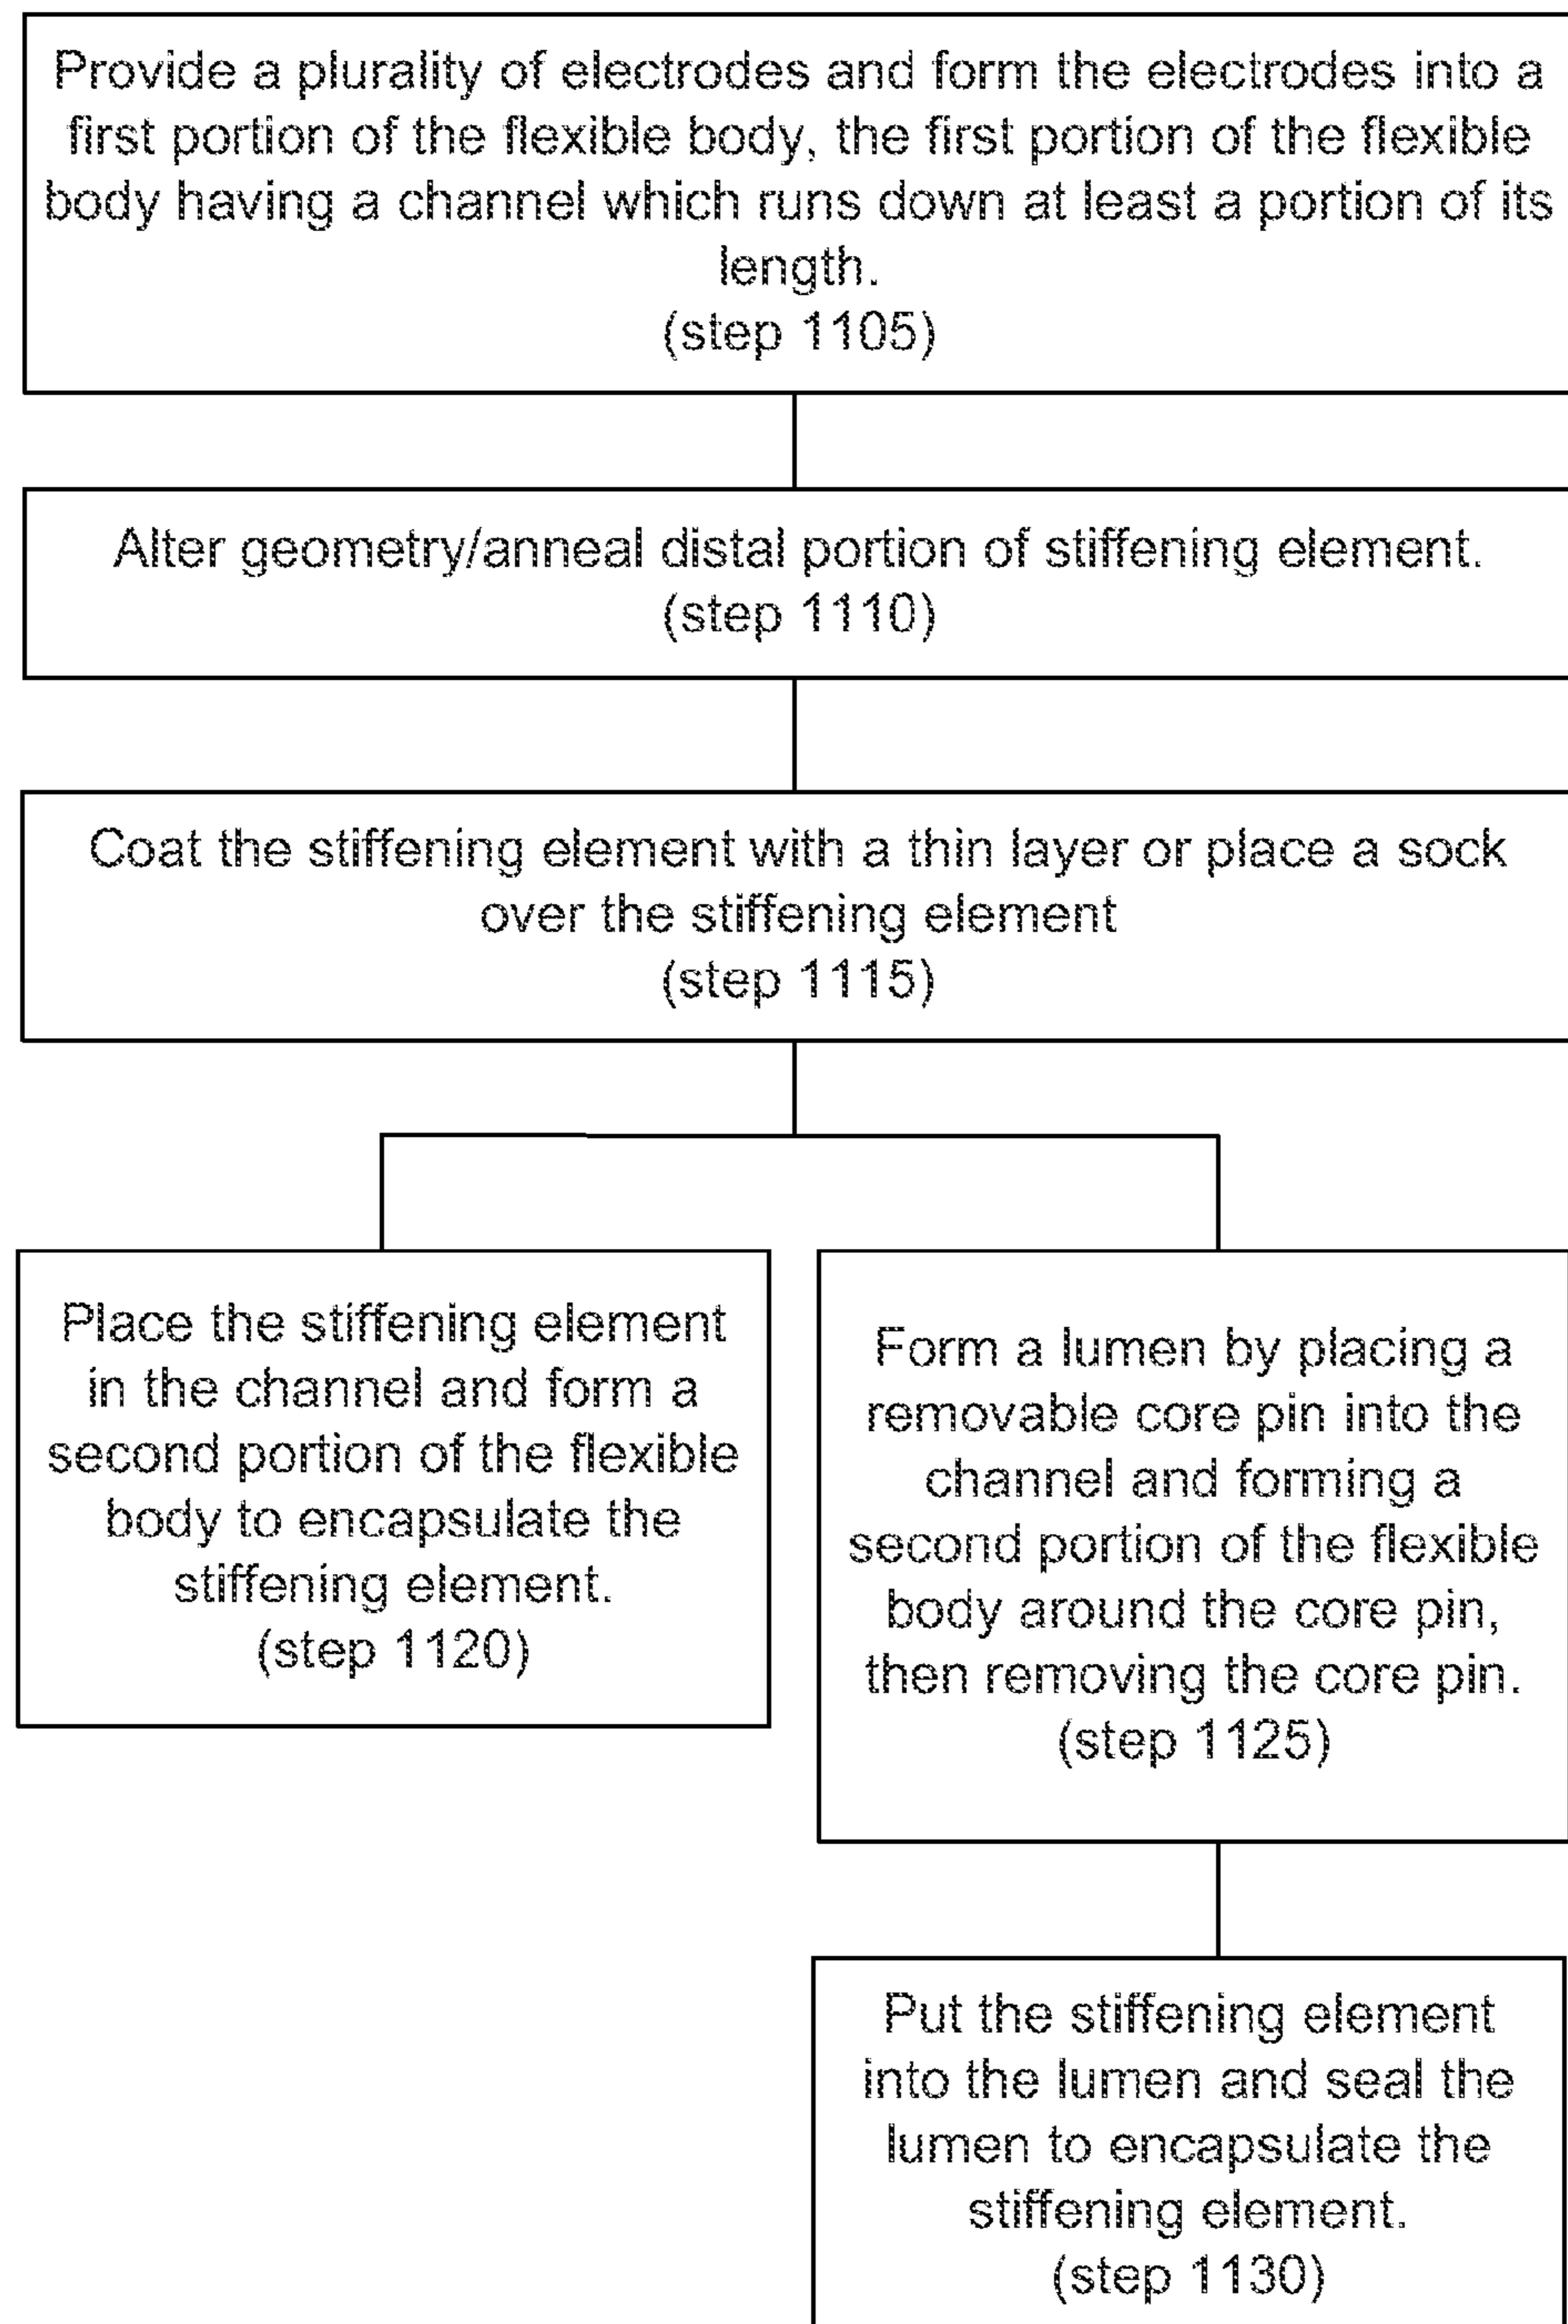 Provide a plurality of electrodes and form the electrodes into a
first portion of the flexible body, the first portion of the flexible
body having a channel which runs down at least a portion of its
length.
(step 1105)
Alter geometry/anneal distal portion of stiffening element.
(step 1110)
Coat the stiffening element with a thin layer or place a sock
over the stiffening element
(step 1115)
Place the stiffening element
in the channel and form a
second portion of the flexible
body to encapsulate the
stiffening element.
(step 1120)
Form a lumen by placing a
removable core pin into the
channel and forming a
second portion of the flexible
body around the core pin,
then removing the core pin.
(step 1125)
Put the stiffening element
into the lumen and seal the
lumen to encapsulate the
stiffening element.
(step 1130)